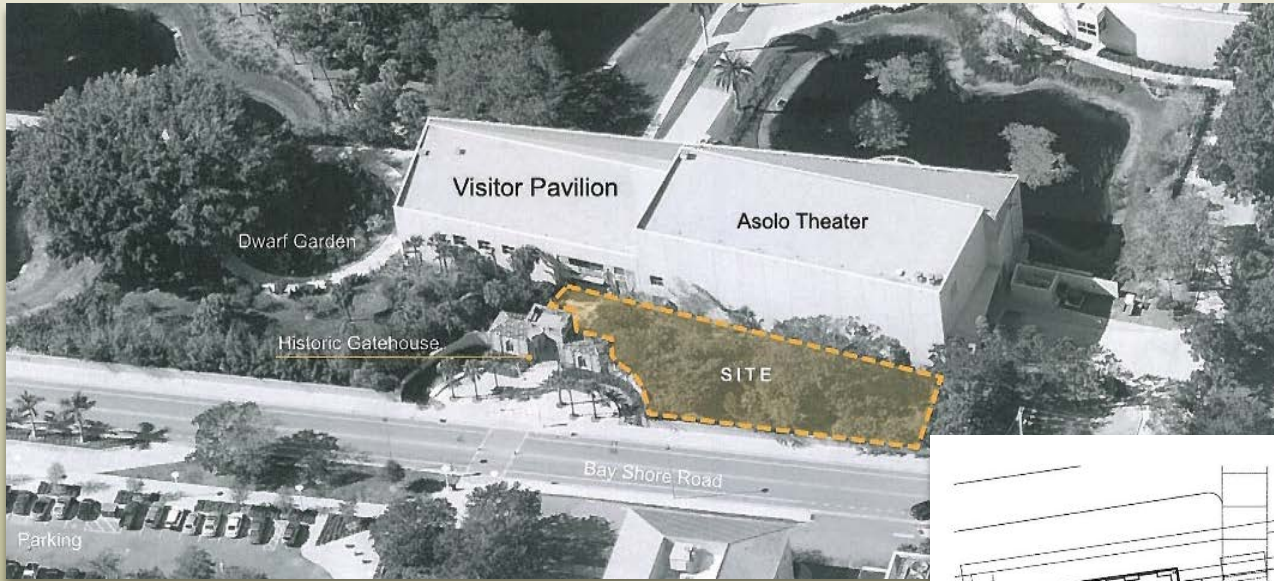 Visitor Pavilion
Asolo Theater
Dwarf Garden
Historic Gatehouse
SITE
Bay Shore Road
Parking